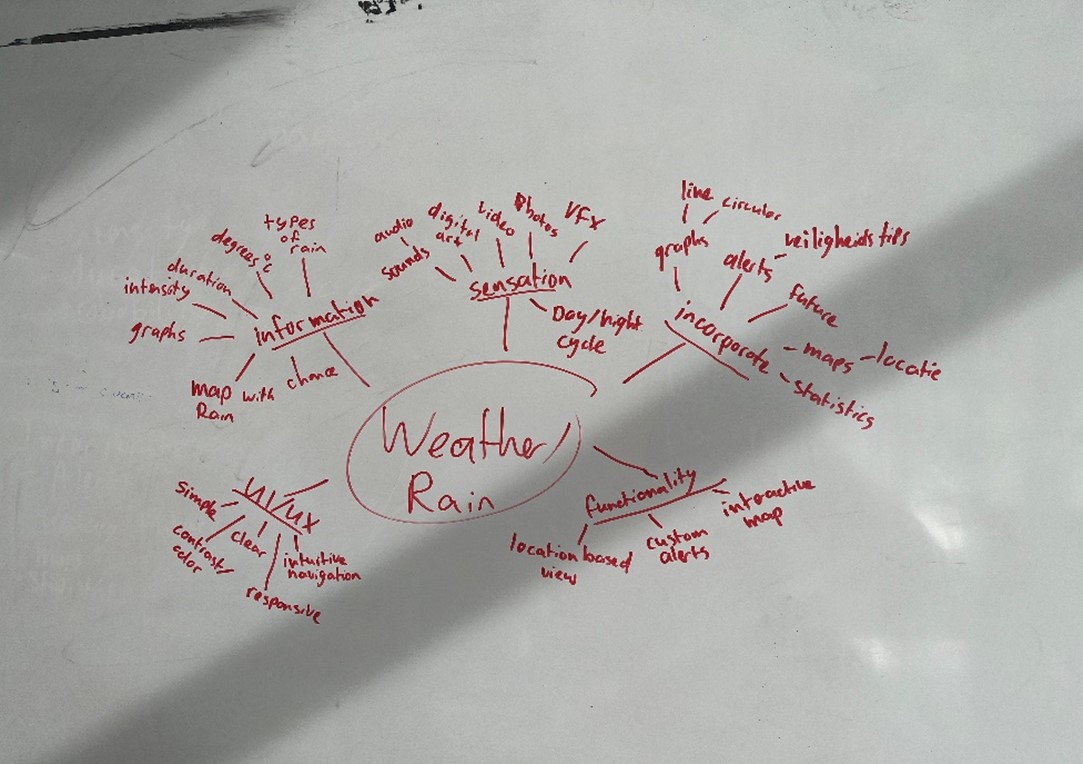 Weather/
Rain
information
types
of
rain
degrees °C
duration
intensity
graphs
map with
Rain
chance
sensation
audio
sounds
digital
art
video
Photos
VFX
Day/Night
cycle
incorporate
graphs
line
circular
alerts
veiligheids tips
future
maps
locatie
statistics
functionality
interactive
map
custom
alerts
location based
view
UI/UX
simple
contrast/
color
clear
responsive
intuitive
navigation